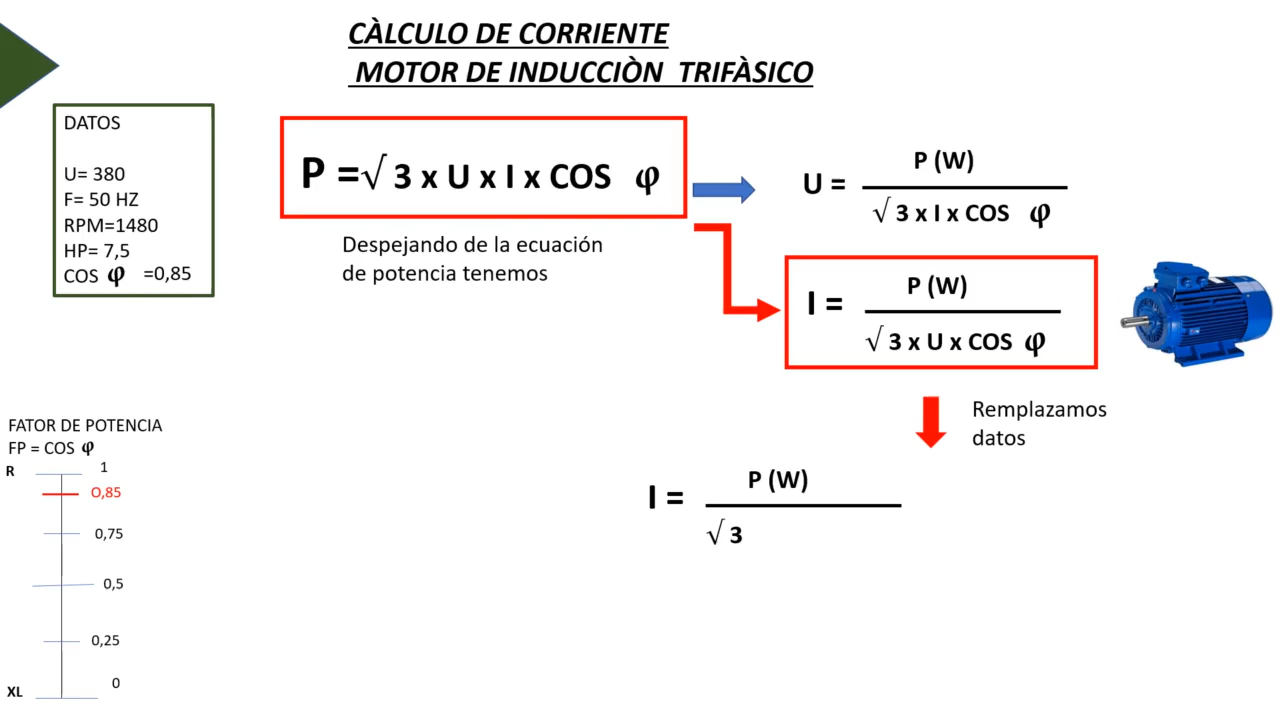 CÀLCULO DE CORRIENTE
MOTOR DE INDUCCIÒN TRIFÀSICO
DATOS
U= 380
F= 50 HZ
RPM=1480
HP= 7,5
COS φ =0,85
P =√ 3 x U x I x COS φ
Despejando de la ecuación
de potencia tenemos
P (W)
U =
√ 3 x I x COS φ
P (W)
I =
√ 3 x U x COS φ
Remplazamos
datos
P (W)
I =
√ 3
FATOR DE POTENCIA
FP = COS φ
R
1
O,85
0,75
0,5
0,25
0
XL